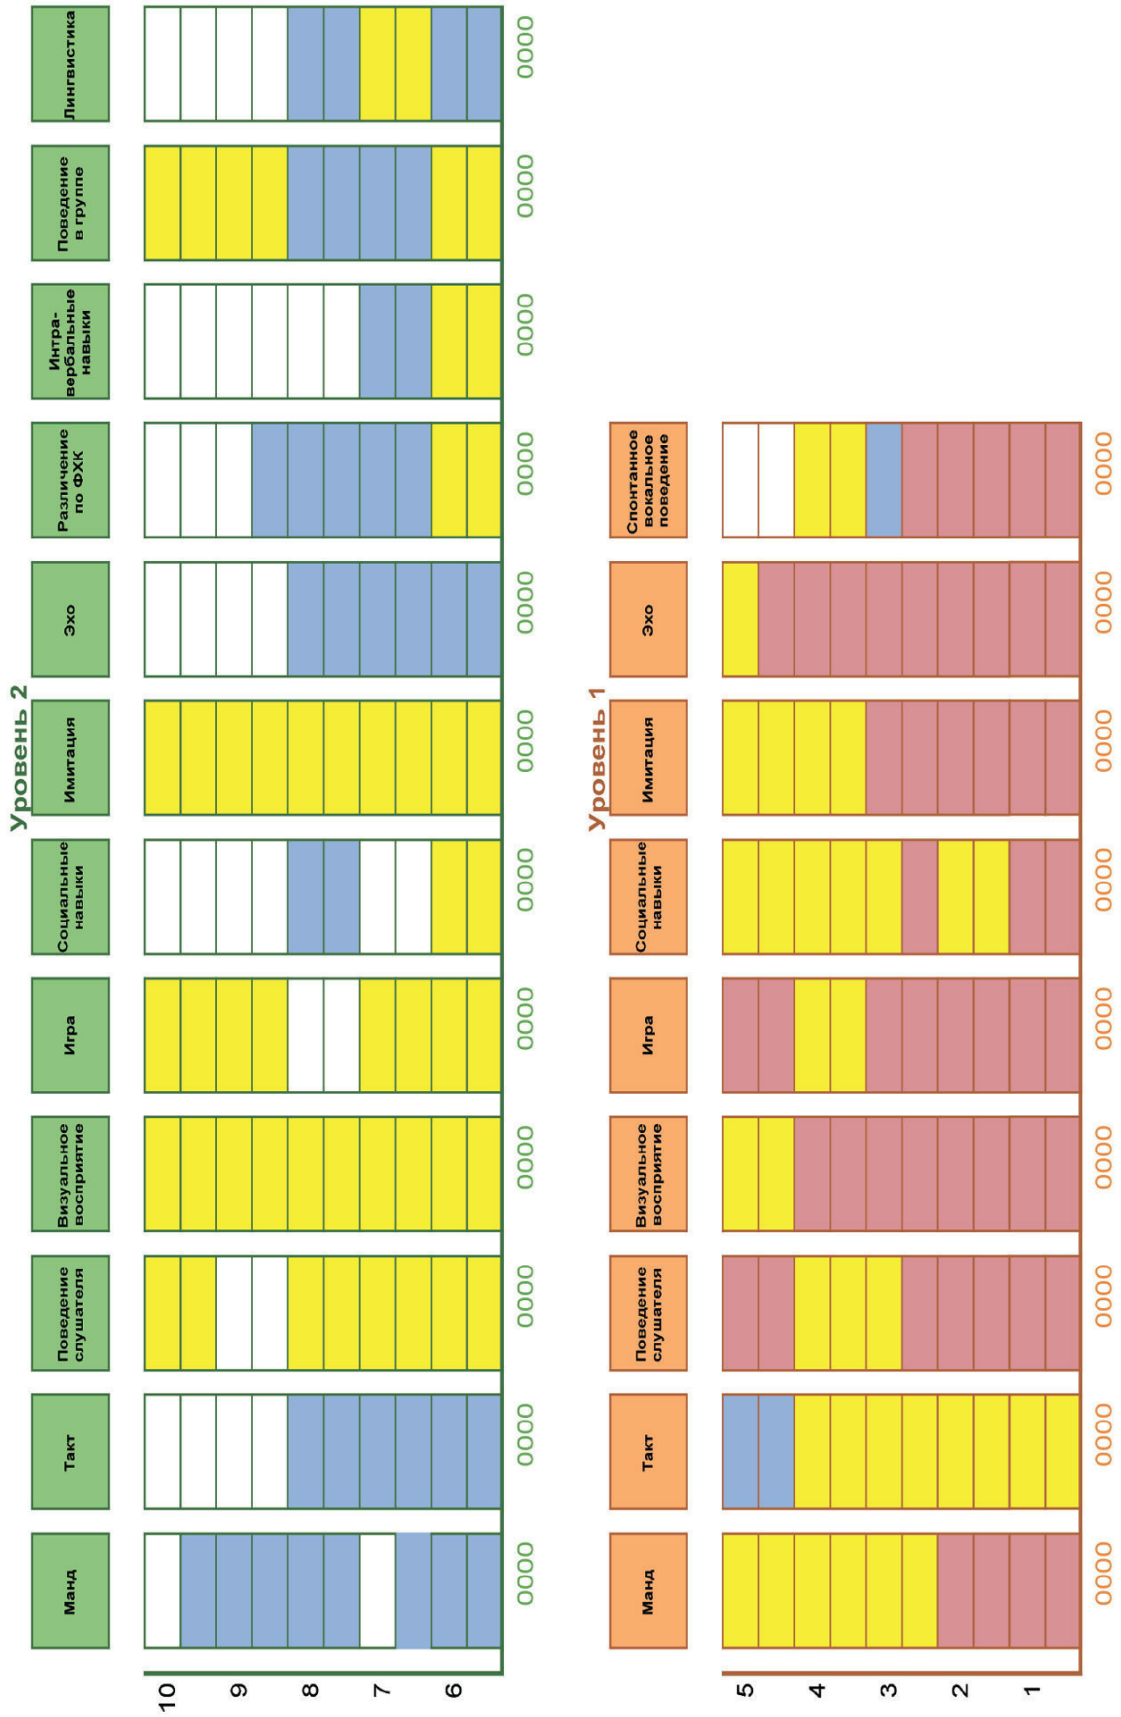 Уровень 2
Манд
Такт
Поведение
слушателя
Визуальное
восприятие
Игра
Социальные
навыки
Имитация
Эхо
Различение
по ФХК
Интра-
вербальные
навыки
Поведение
в группе
Лингвистика
10
9
8
7
6
0000
0000
0000
0000
0000
0000
0000
0000
0000
0000
0000
0000
Уровень 1
Манд
Такт
Поведение
слушателя
Визуальное
восприятие
Игра
Социальные
навыки
Имитация
Эхо
Спонтанное
вокальное
поведение
5
4
3
2
1
0000
0000
0000
0000
0000
0000
0000
0000
0000